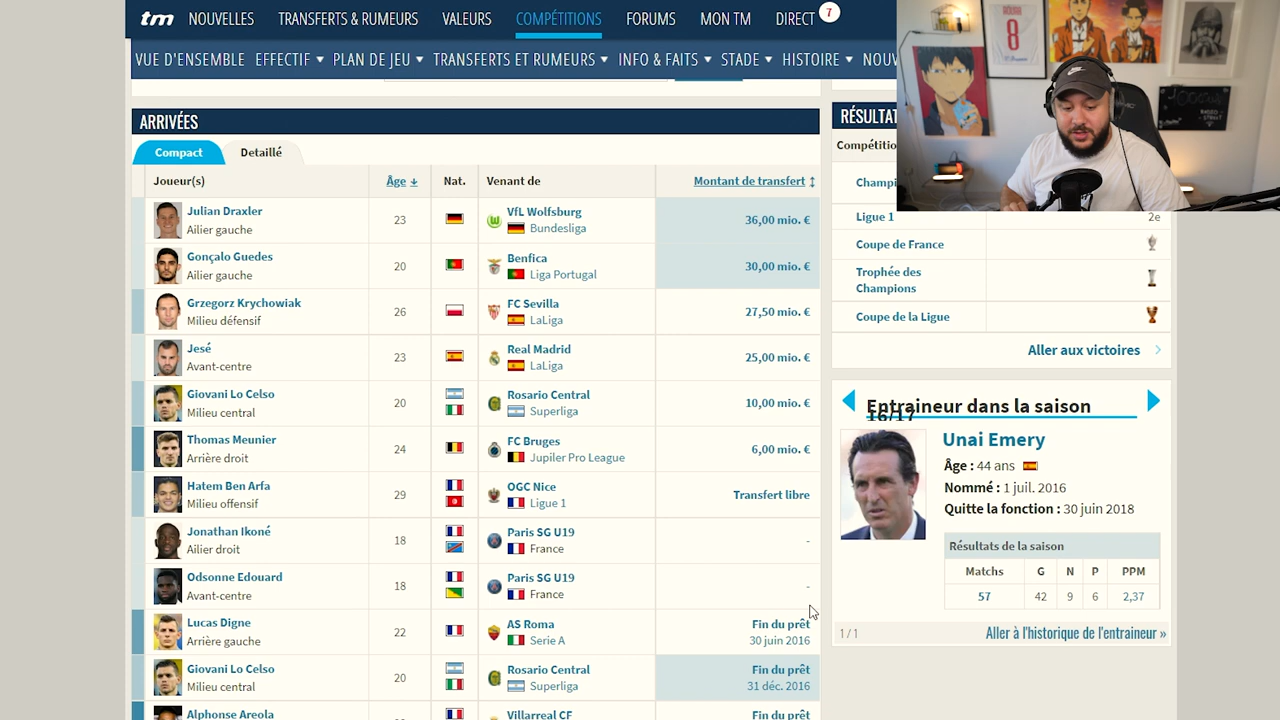 tm NOUVELLES TRANSFERTS & RUMEURS VALEURS COMPÉTITIONS FORUMS MON TM DIRECT 7
VUE D'ENSEMBLE EFFECTIF PLAN DE JEU TRANSFERTS ET RUMEURS INFO & FAITS STADE HISTOIRE NOUV
ARRIVÉES
Compact Detaillé
Joueur(s) Âge Nat. Venant de Montant de transfert
Julian Draxler
Ailier gauche
23
VfL Wolfsburg
Bundesliga
36,00 mio. €
Gonçalo Guedes
Ailier gauche
20
Benfica
Liga Portugal
30,00 mio. €
Grzegorz Krychowiak
Milieu défensif
26
FC Sevilla
LaLiga
27,50 mio. €
Jesé
Avant-centre
23
Real Madrid
LaLiga
25,00 mio. €
Giovani Lo Celso
Milieu central
20
Rosario Central
Superliga
10,00 mio. €
Thomas Meunier
Arrière droit
24
FC Bruges
Jupiler Pro League
6,00 mio. €
Hatem Ben Arfa
Milieu offensif
29
OGC Nice
Ligue 1
Transfert libre
Jonathan Ikoné
Ailier droit
18
Paris SG U19
France
-
Odsonne Edouard
Avant-centre
18
Paris SG U19
France
-
Lucas Digne
Arrière gauche
22
AS Roma
Serie A
Fin du prêt
30 juin 2016
Giovani Lo Celso
Milieu central
20
Rosario Central
Superliga
Fin du prêt
31 déc. 2016
Alphonse Areola
Villarreal CF
Fin du prêt
RÉSULTA
Compétitio
Champi
Ligue 1 2e
Coupe de France
Trophée des
Champions
Coupe de la Ligue
Aller aux victoires
Entraineur dans la saison
16/17
Unai Emery
Âge : 44 ans
Nommé : 1 juil. 2016
Quitte la fonction : 30 juin 2018
Résultats de la saison
Matchs G N P PPM
57 42 9 6 2,37
1 / 1 Aller à l'historique de l'entraineur »
8